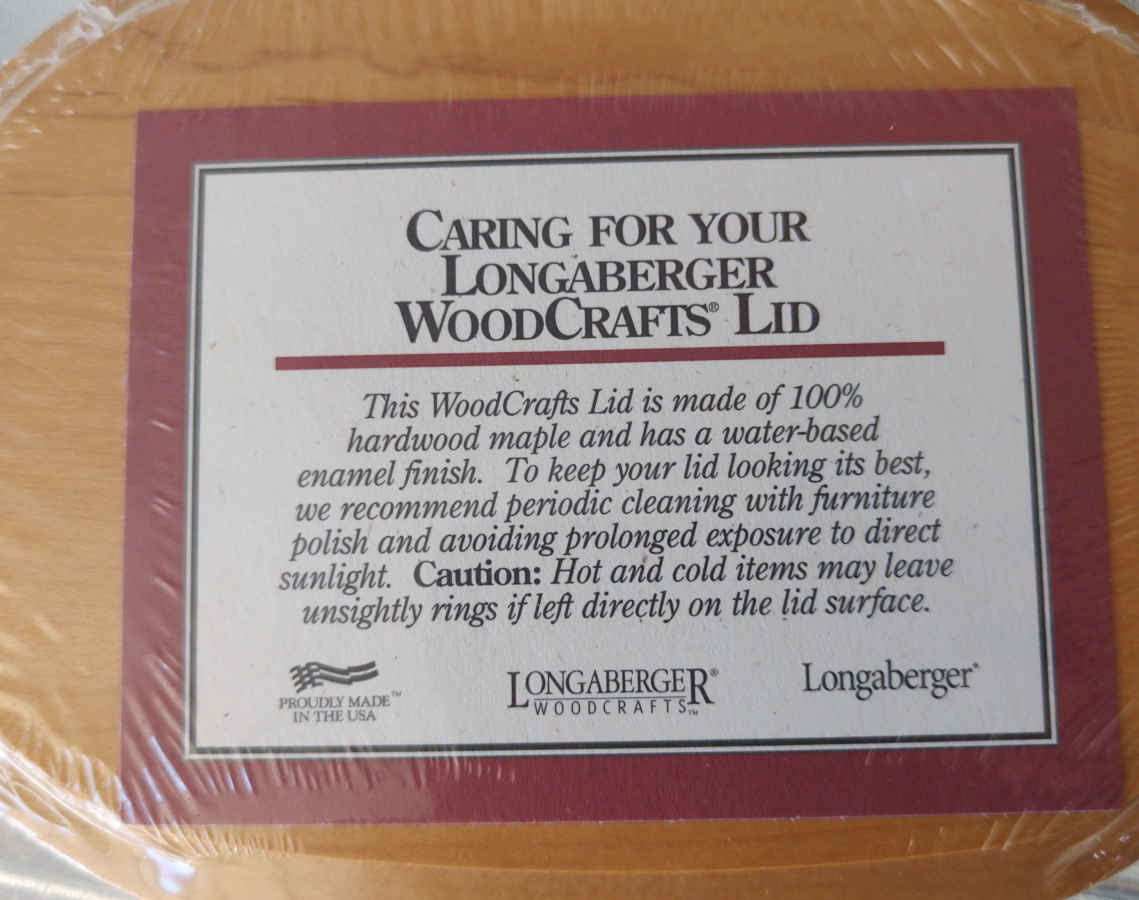 CARING FOR YOUR
LONGABERGER
WOODCRAFTS® LID
This WoodCrafts Lid is made of 100%
hardwood maple and has a water-based
enamel finish. To keep your lid looking its best,
we recommend periodic cleaning with furniture
polish and avoiding prolonged exposure to direct
sunlight. Caution: Hot and cold items may leave
unsightly rings if left directly on the lid surface.
PROUDLY MADE™
IN THE USA
LONGABERGER®
WOODCRAFTS™
Longaberger®